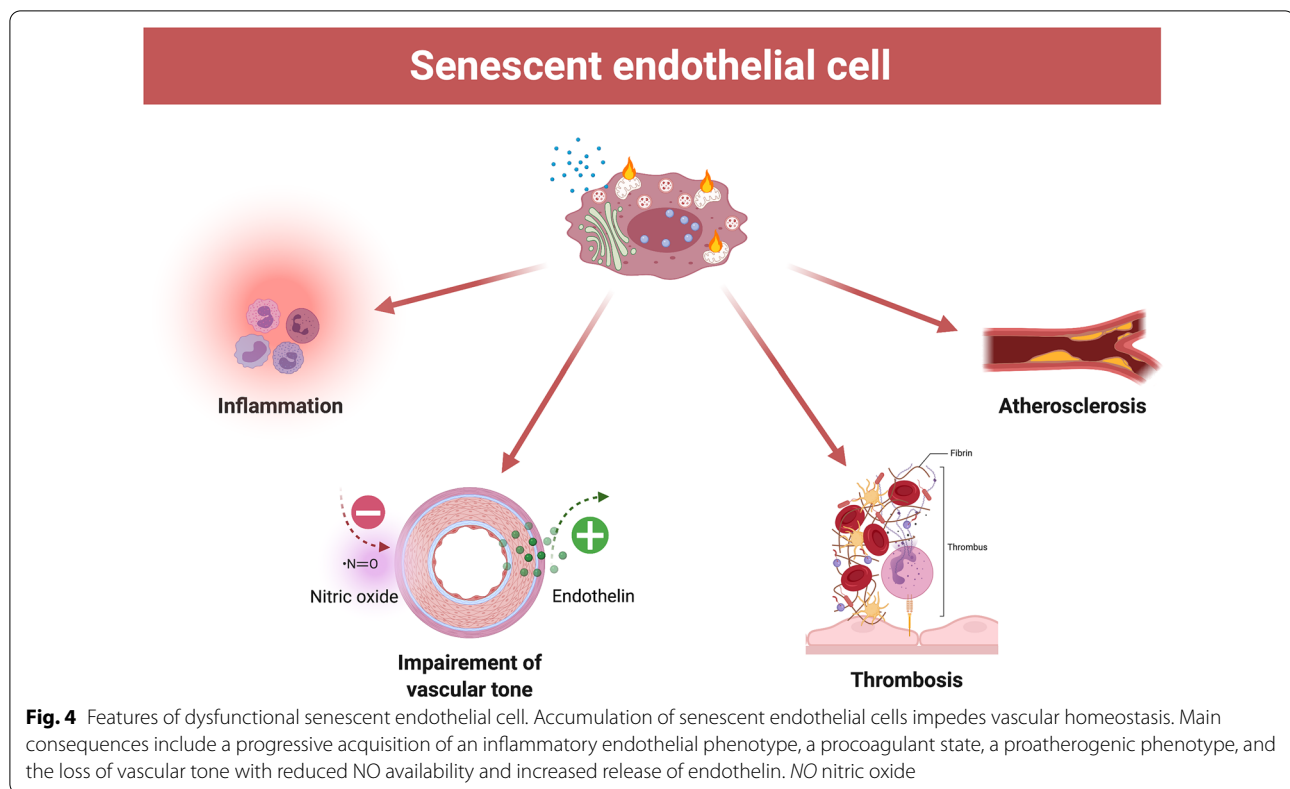 Senescent endothelial cell
Inflammation
Atherosclerosis
Fibrin
Thrombus
•N=O
Nitric oxide
Endothelin
Impairement of
vascular tone
Thrombosis
Fig. 4 Features of dysfunctional senescent endothelial cell. Accumulation of senescent endothelial cells impedes vascular homeostasis. Main
consequences include a progressive acquisition of an inflammatory endothelial phenotype, a procoagulant state, a proatherogenic phenotype, and
the loss of vascular tone with reduced NO availability and increased release of endothelin. NO nitric oxide